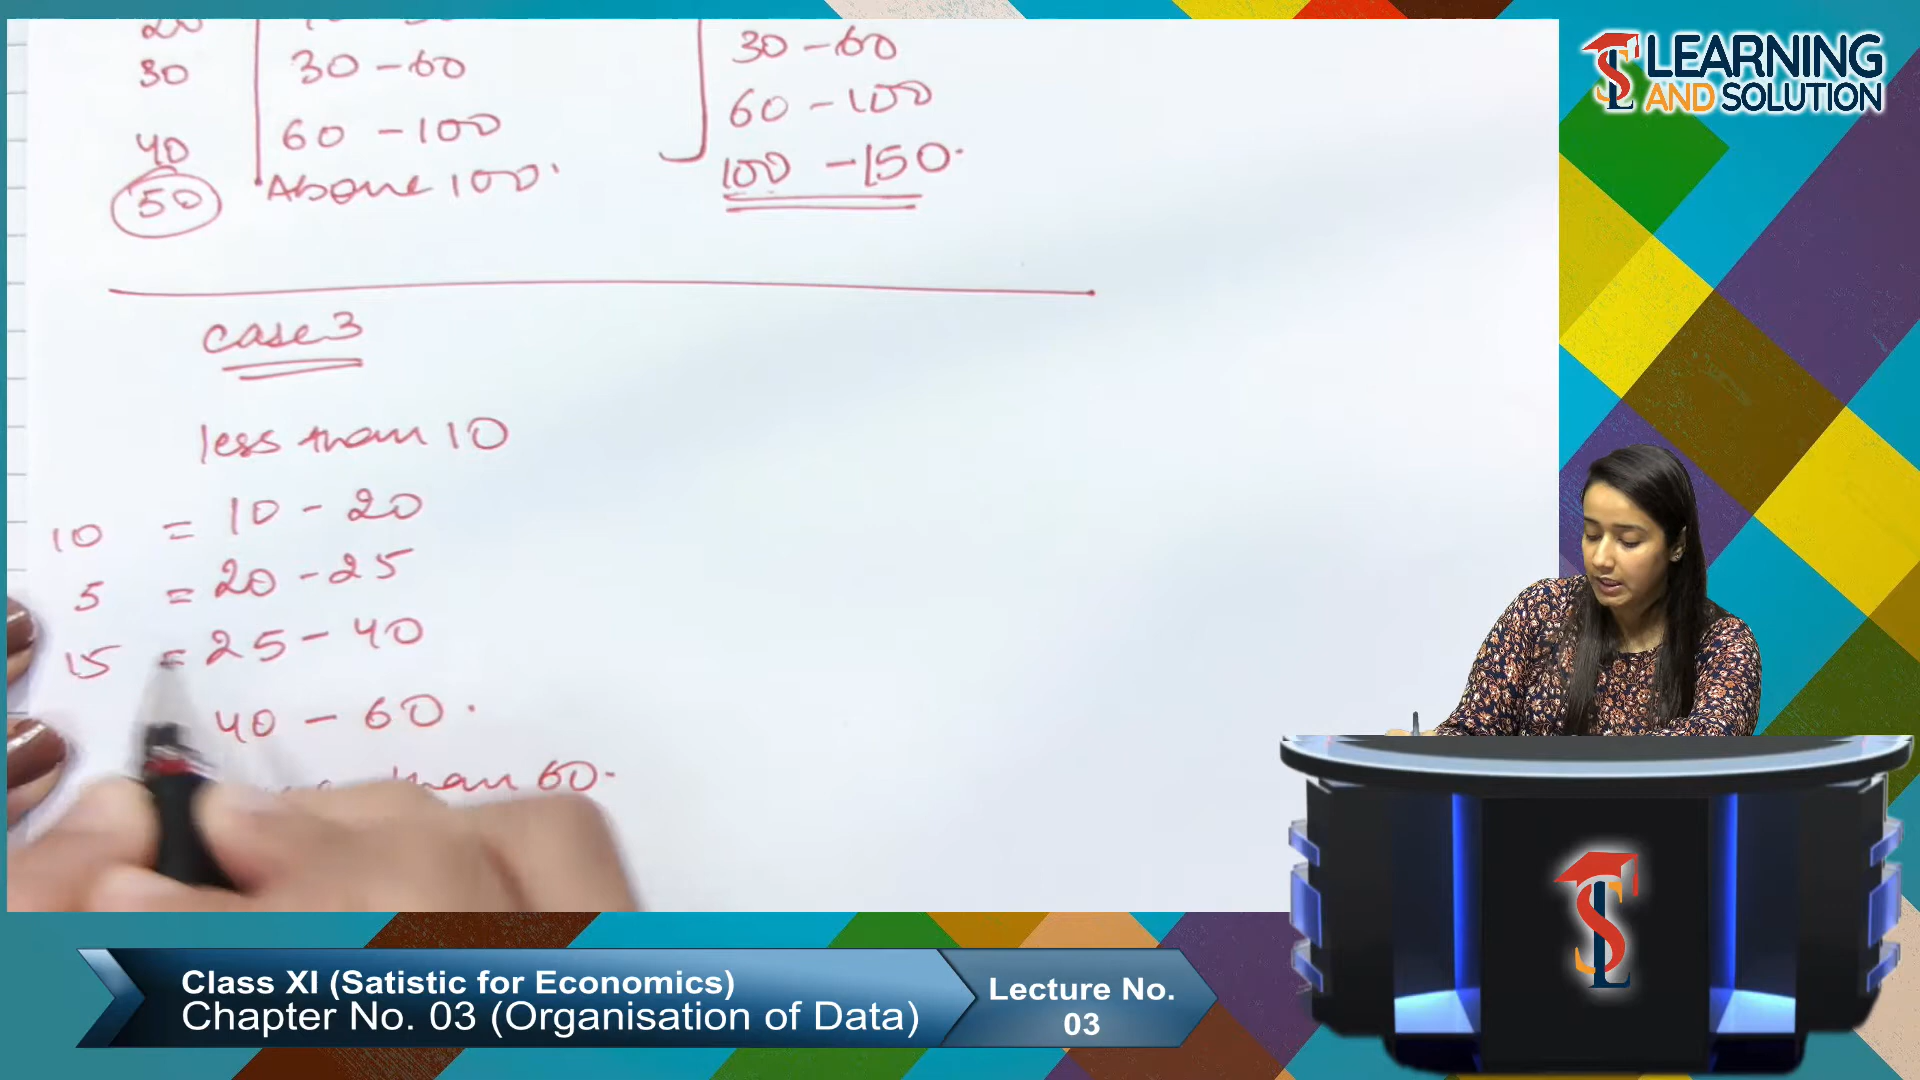 30
30 - 60
30 - 60
40
60 - 100
60 - 100
50
Above 100.
100 - 150.
case 3
less than 10
10 = 10 - 20
5 = 20 - 25
15 = 25 - 40
40 - 60.
than 60.
LEARNING
AND SOLUTION
SL
Class XI (Satistic for Economics)
Chapter No. 03 (Organisation of Data)
Lecture No.
03